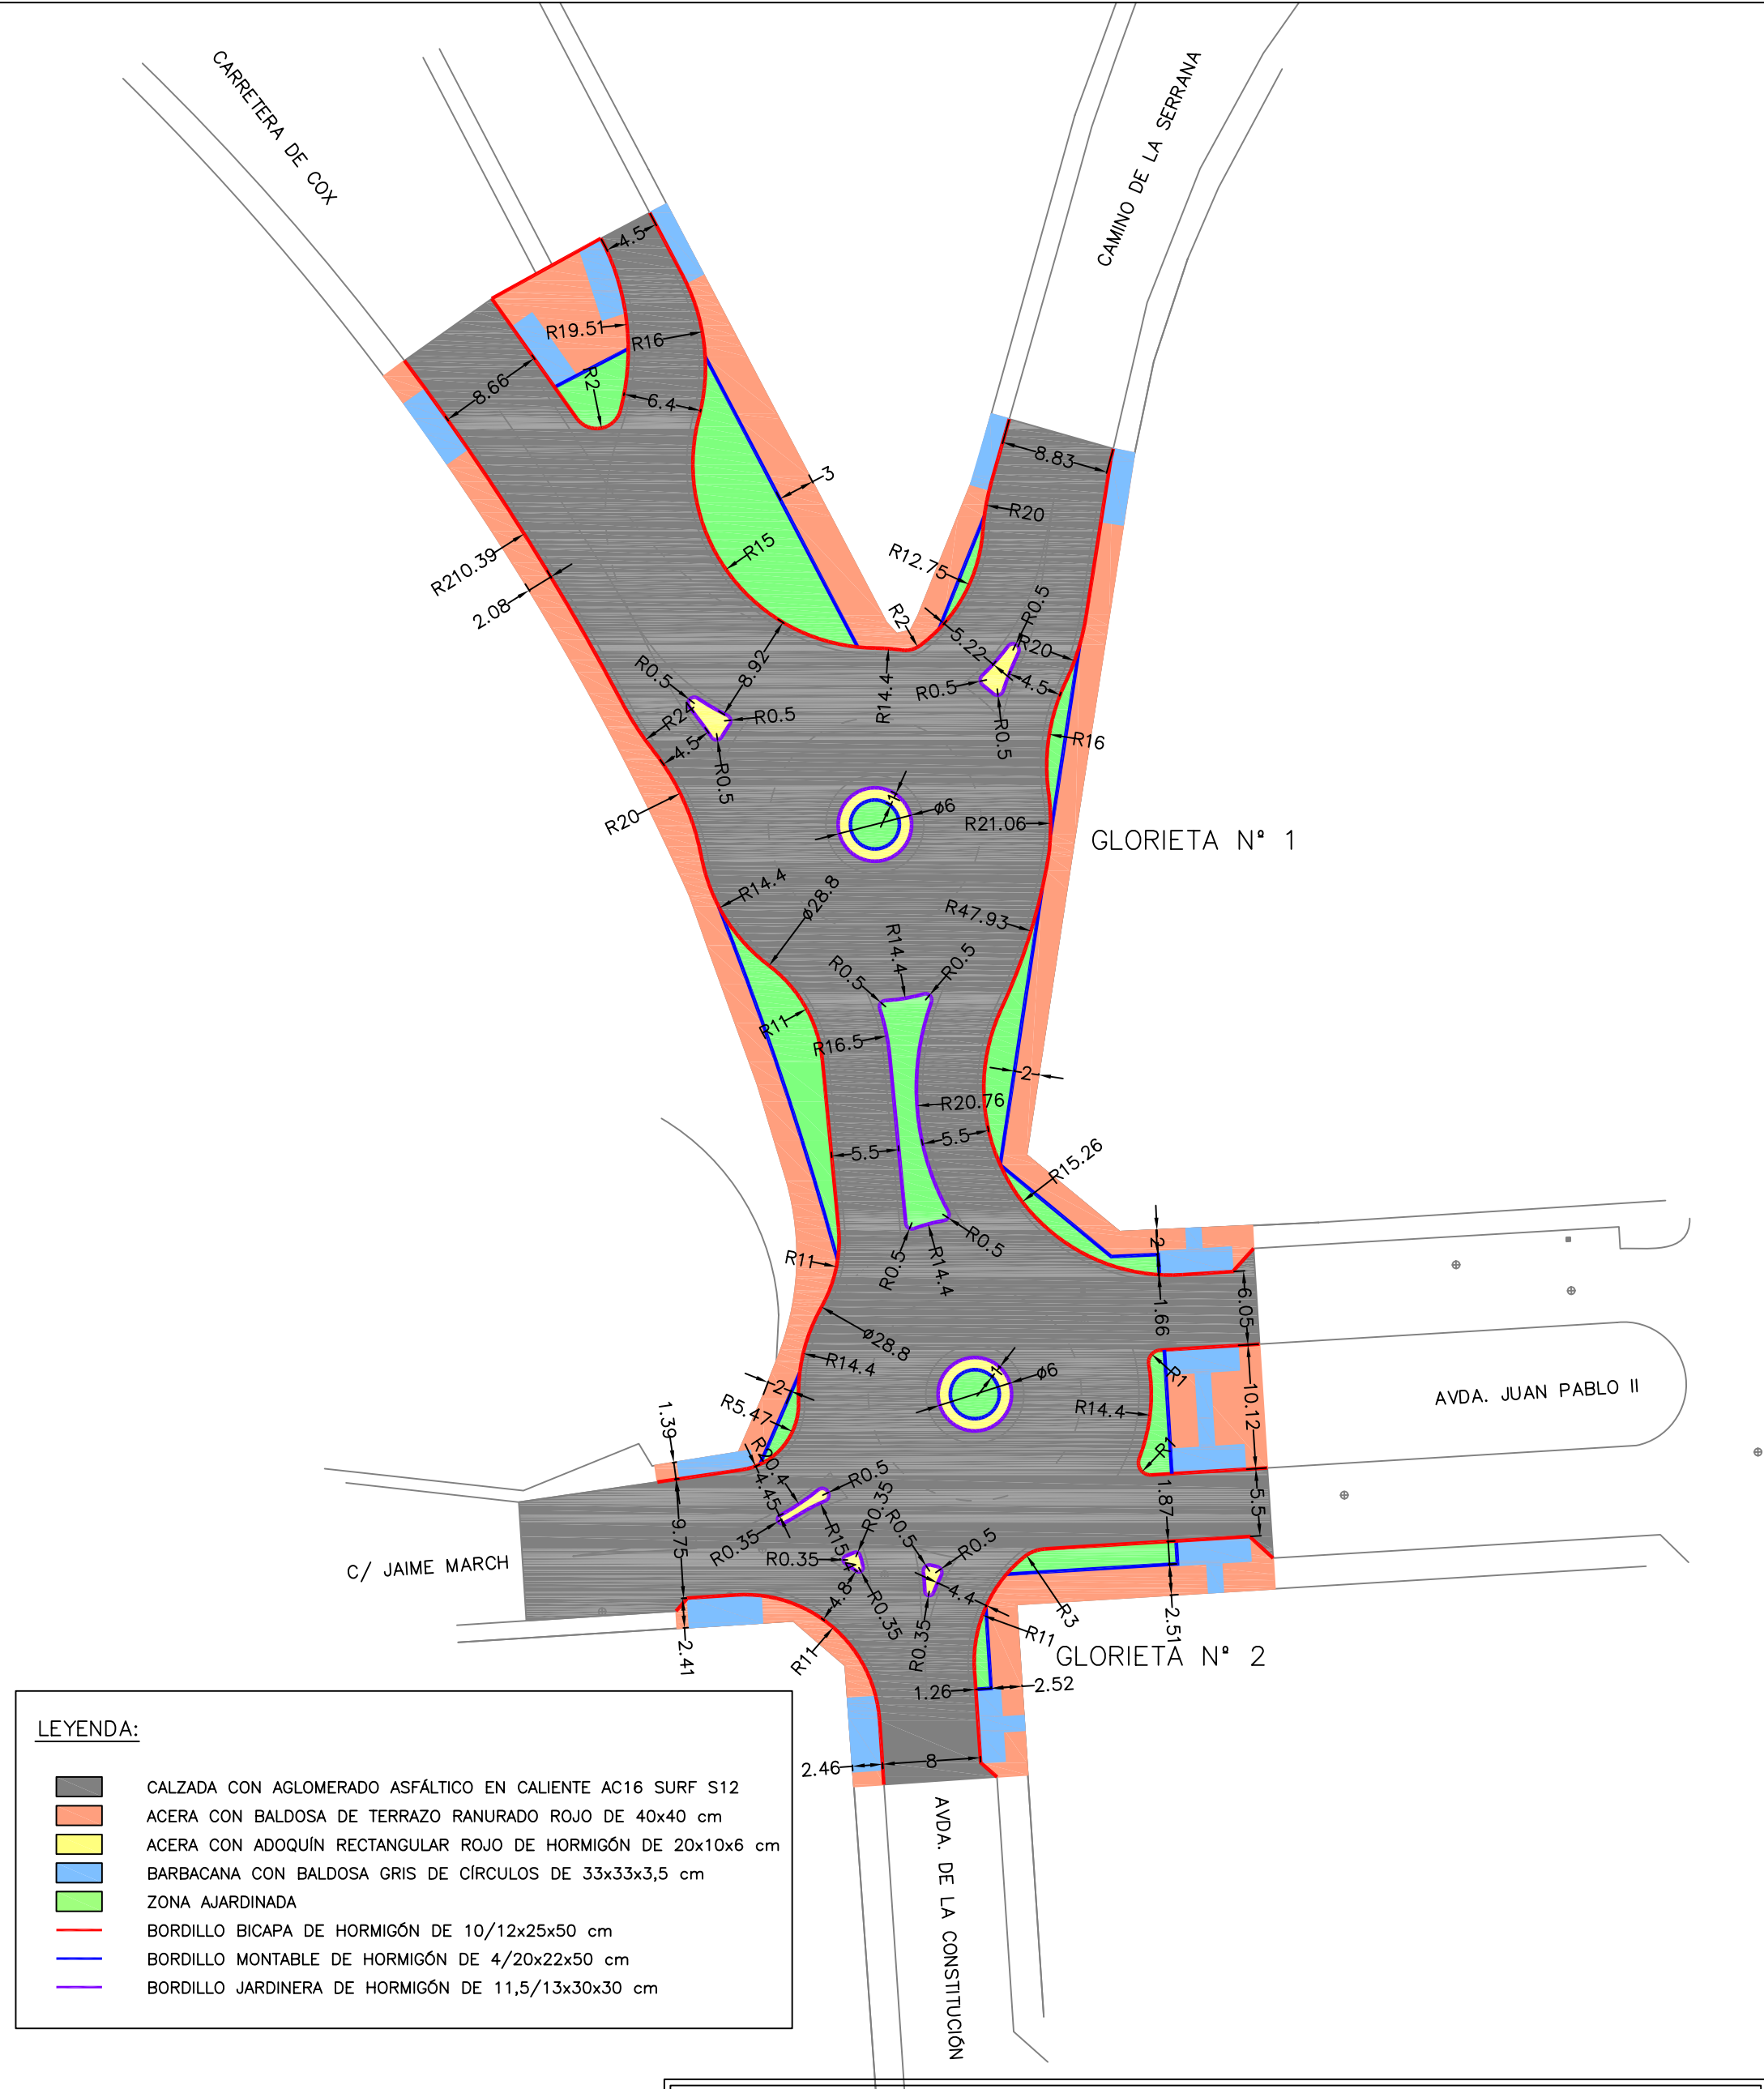 CARRETERA DE COX
CAMINO DE LA SERRANA
4.5
R19.51
R16
8.66
R2
6.4
8.83
3
R20
R15
R12.75
R210.39
2.08
R2
R0.5
5.22
R20
8.92
R0.5
R0.5
4.5
R14.4
R24
R0.5
4.5
R0.5
R16
R0.5
1
ø6
R20
R21.06
GLORIETA Nº 1
R14.4
ø28.8
R47.93
R14.4
R0.5
R0.5
R11
R16.5
2
R20.76
5.5
5.5
R15.26
R0.5
R11
R0.5
R14.4
2
1.66
6.05
ø28.8
R14.4
1
ø6
R1
2
R5.47
R14.4
10.12
AVDA. JUAN PABLO II
1.39
R20.4
R1
4.45
R0.5
R0.35
1.87
5.5
9.75
R0.35
R15.4
R0.35
R0.5
R0.5
C/ JAIME MARCH
4.8
R0.35
4.4
R3
R0.35
2.51
R11
R11
2.41
GLORIETA Nº 2
1.26
2.52
2.46
8
AVDA. DE LA CONSTITUCIÓN
LEYENDA:
CALZADA CON AGLOMERADO ASFÁLTICO EN CALIENTE AC16 SURF S12
ACERA CON BALDOSA DE TERRAZO RANURADO ROJO DE 40x40 cm
ACERA CON ADOQUÍN RECTANGULAR ROJO DE HORMIGÓN DE 20x10x6 cm
BARBACANA CON BALDOSA GRIS DE CÍRCULOS DE 33x33x3,5 cm
ZONA AJARDINADA
BORDILLO BICAPA DE HORMIGÓN DE 10/12x25x50 cm
BORDILLO MONTABLE DE HORMIGÓN DE 4/20x22x50 cm
BORDILLO JARDINERA DE HORMIGÓN DE 11,5/13x30x30 cm